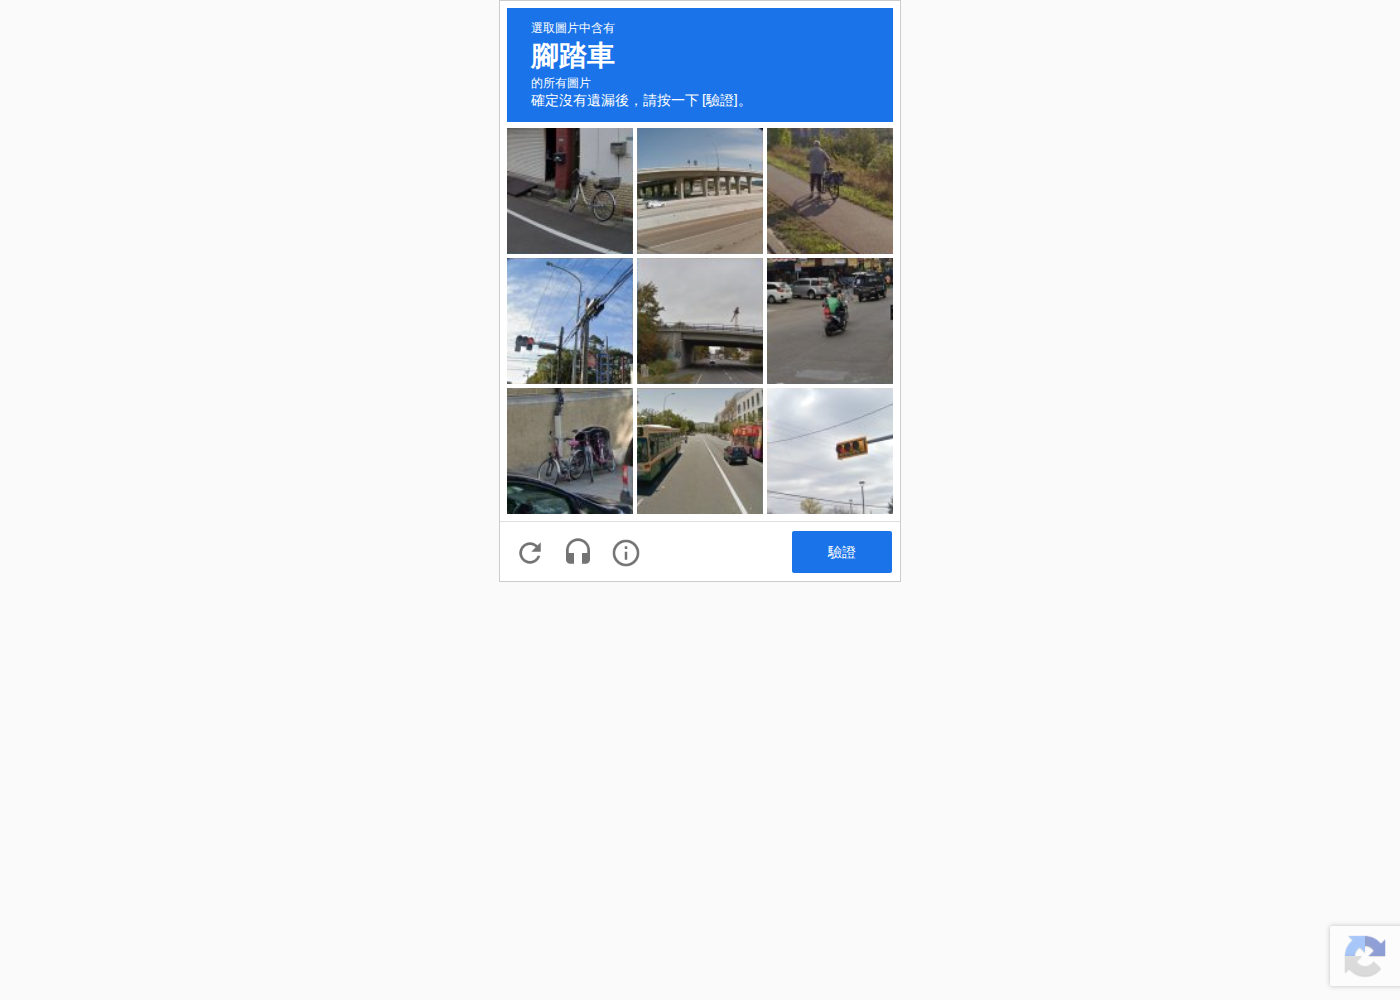 選取圖片中含有
腳踏車
的所有圖片
確定沒有遺漏後，請按一下 [驗證]。
驗證